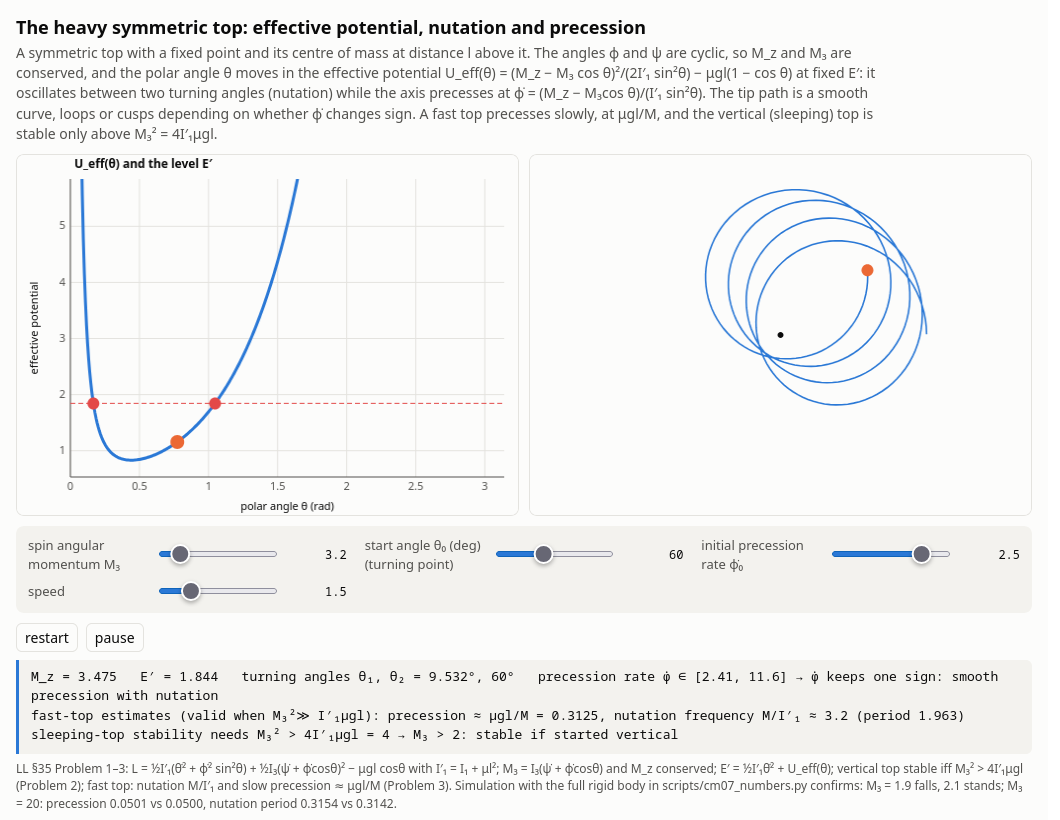 The heavy symmetric top: effective potential, nutation and precession
A symmetric top with a fixed point and its centre of mass at distance l above it. The angles ϕ and ψ are cyclic, so M_z and M₃ are
conserved, and the polar angle θ moves in the effective potential U_eff(θ) = (M_z − M₃ cos θ)²/(2I′₁ sin²θ) − μgl(1 − cos θ) at fixed E′: it
oscillates between two turning angles (nutation) while the axis precesses at ϕ̇ = (M_z − M₃cos θ)/(I′₁ sin²θ). The tip path is a smooth
curve, loops or cusps depending on whether ϕ̇ changes sign. A fast top precesses slowly, at μgl/M, and the vertical (sleeping) top is
stable only above M₃² = 4I′₁μgl.
U_eff(θ) and the level E′
effective potential
5
4
3
2
1
0 0.5 1 1.5 2 2.5 3
polar angle θ (rad)
spin angular momentum M₃ 3.2
start angle θ₀ (deg) (turning point) 60
initial precession rate ϕ̇₀ 2.5
speed 1.5
restart pause
M_z = 3.475 E′ = 1.844 turning angles θ₁, θ₂ = 9.532°, 60° precession rate ϕ̇ ∈ [2.41, 11.6] → ϕ̇ keeps one sign: smooth
precession with nutation
fast-top estimates (valid when M₃²≫ I′₁μgl): precession ≈ μgl/M = 0.3125, nutation frequency M/I′₁ ≈ 3.2 (period 1.963)
sleeping-top stability needs M₃² > 4I′₁μgl = 4 → M₃ > 2: stable if started vertical
LL §35 Problem 1–3: L = ½I′₁(θ̇² + ϕ̇² sin²θ) + ½I₃(ψ̇ + ϕ̇cosθ)² − μgl cosθ with I′₁ = I₁ + μl²; M₃ = I₃(ψ̇ + ϕ̇cosθ) and M_z conserved; E′ = ½I′₁θ̇² + U_eff(θ); vertical top stable iff M₃² > 4I′₁μgl
(Problem 2); fast top: nutation M/I′₁ and slow precession ≈ μgl/M (Problem 3). Simulation with the full rigid body in scripts/cm07_numbers.py confirms: M₃ = 1.9 falls, 2.1 stands; M₃
= 20: precession 0.0501 vs 0.0500, nutation period 0.3154 vs 0.3142.